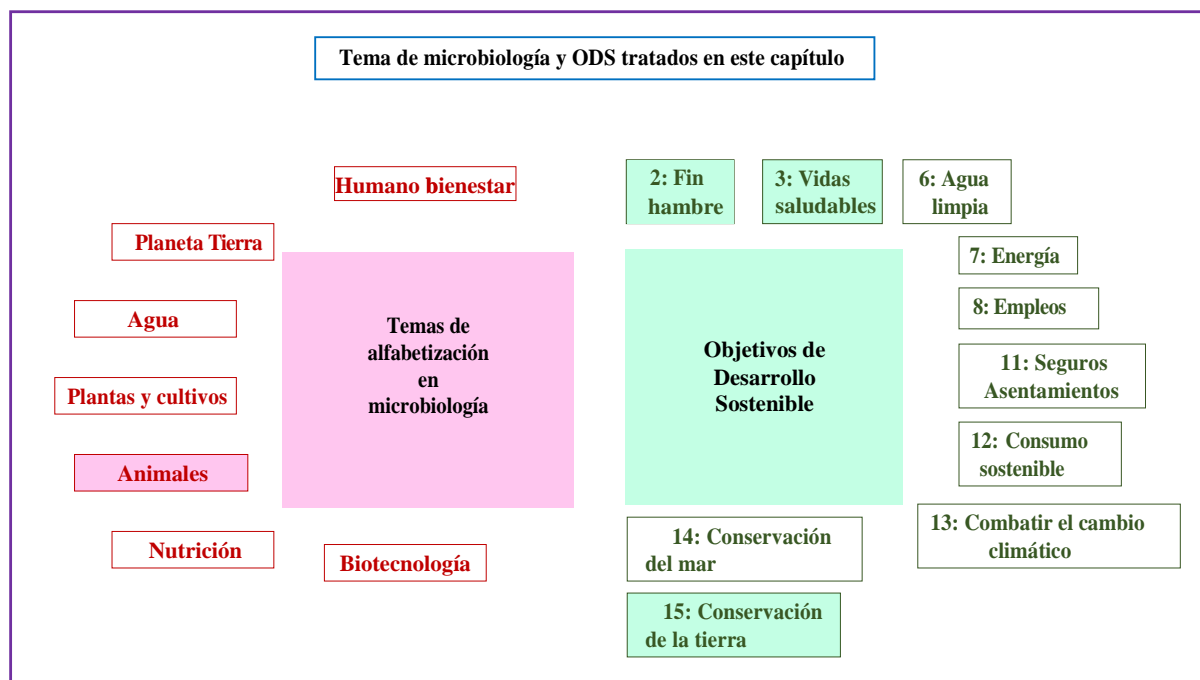 Tema de microbiología y ODS tratados en este capítulo
Humano bienestar
Planeta Tierra
Agua
Plantas y cultivos
Animales
Nutrición
Biotecnología
Temas de
alfabetización
en
microbiología
2: Fin
hambre
3: Vidas
saludables
6: Agua
limpia
7: Energía
8: Empleos
11: Seguros
Asentamientos
12: Consumo
sostenible
13: Combatir el cambio
climático
14: Conservación
del mar
15: Conservación
de la tierra
Objetivos de
Desarrollo
Sostenible